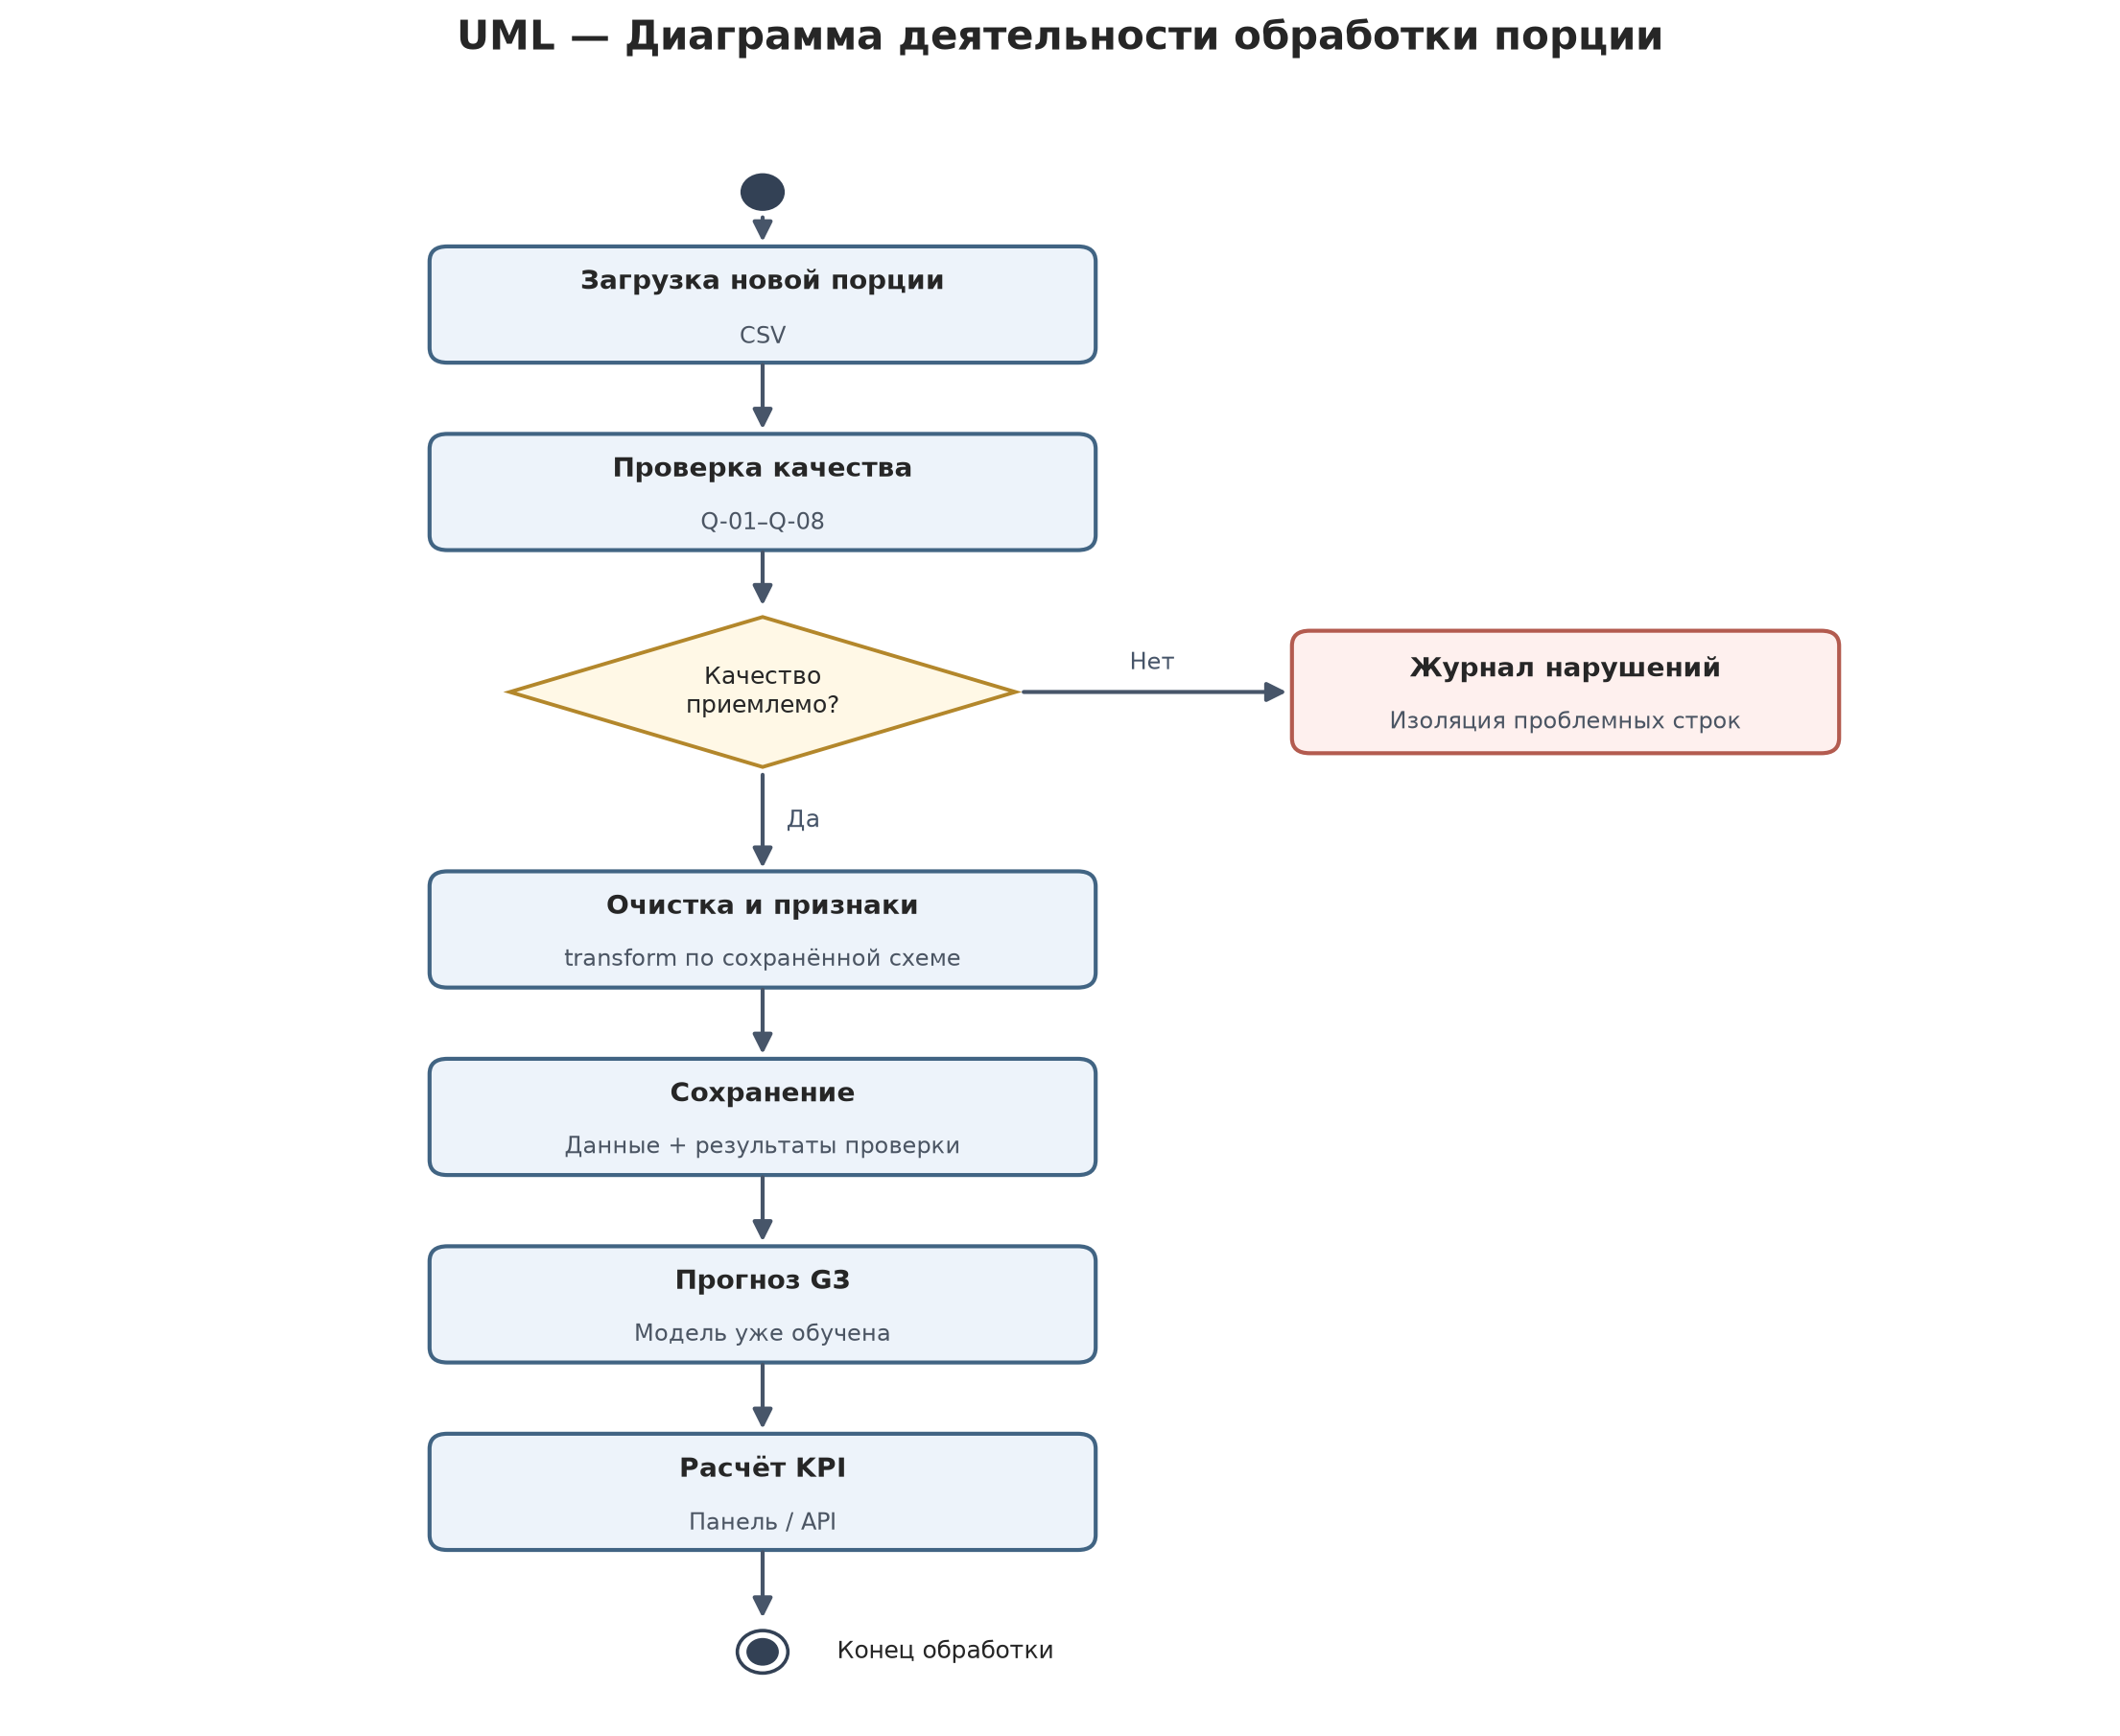 UML — Диаграмма деятельности обработки порции
Загрузка новой порции
CSV
Проверка качества
Q-01–Q-08
Качество
приемлемо?
Нет
Журнал нарушений
Изоляция проблемных строк
Да
Очистка и признаки
transform по сохранённой схеме
Сохранение
Данные + результаты проверки
Прогноз G3
Модель уже обучена
Расчёт KPI
Панель / API
Конец обработки